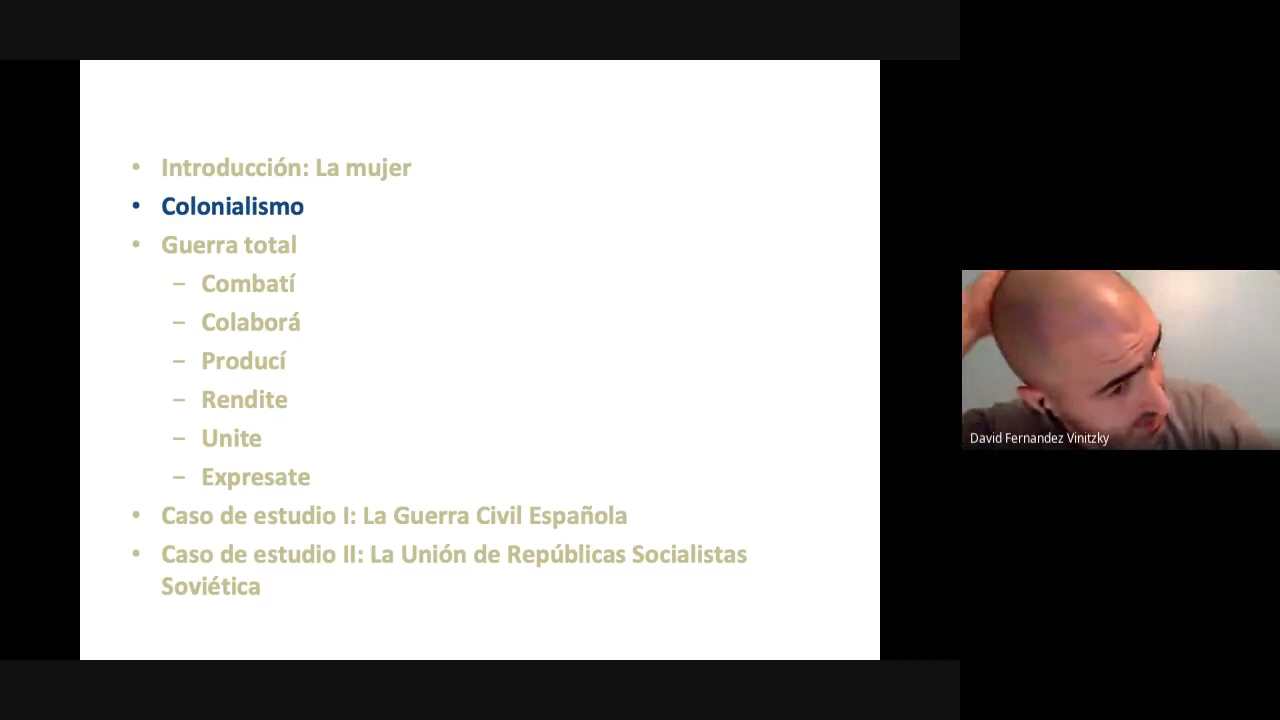 • Introducción: La mujer
• Colonialismo
• Guerra total
– Combatí
– Colaborá
– Producí
– Rendite
– Unite
– Expresate
• Caso de estudio I: La Guerra Civil Española
• Caso de estudio II: La Unión de Repúblicas Socialistas
Soviética
David Fernandez Vinitzky